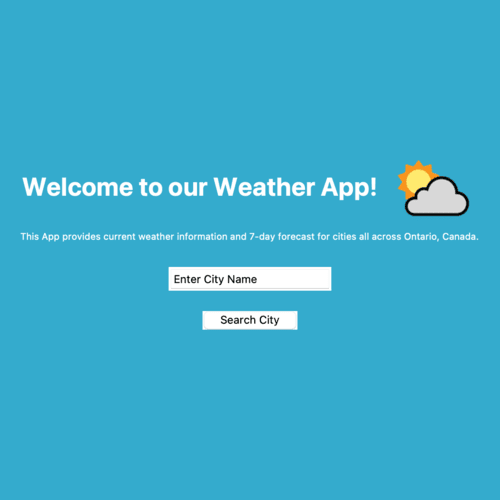 Welcome to our Weather App!
This App provides current weather information and 7-day forecast for cities all across Ontario, Canada.
Enter City Name
Search City